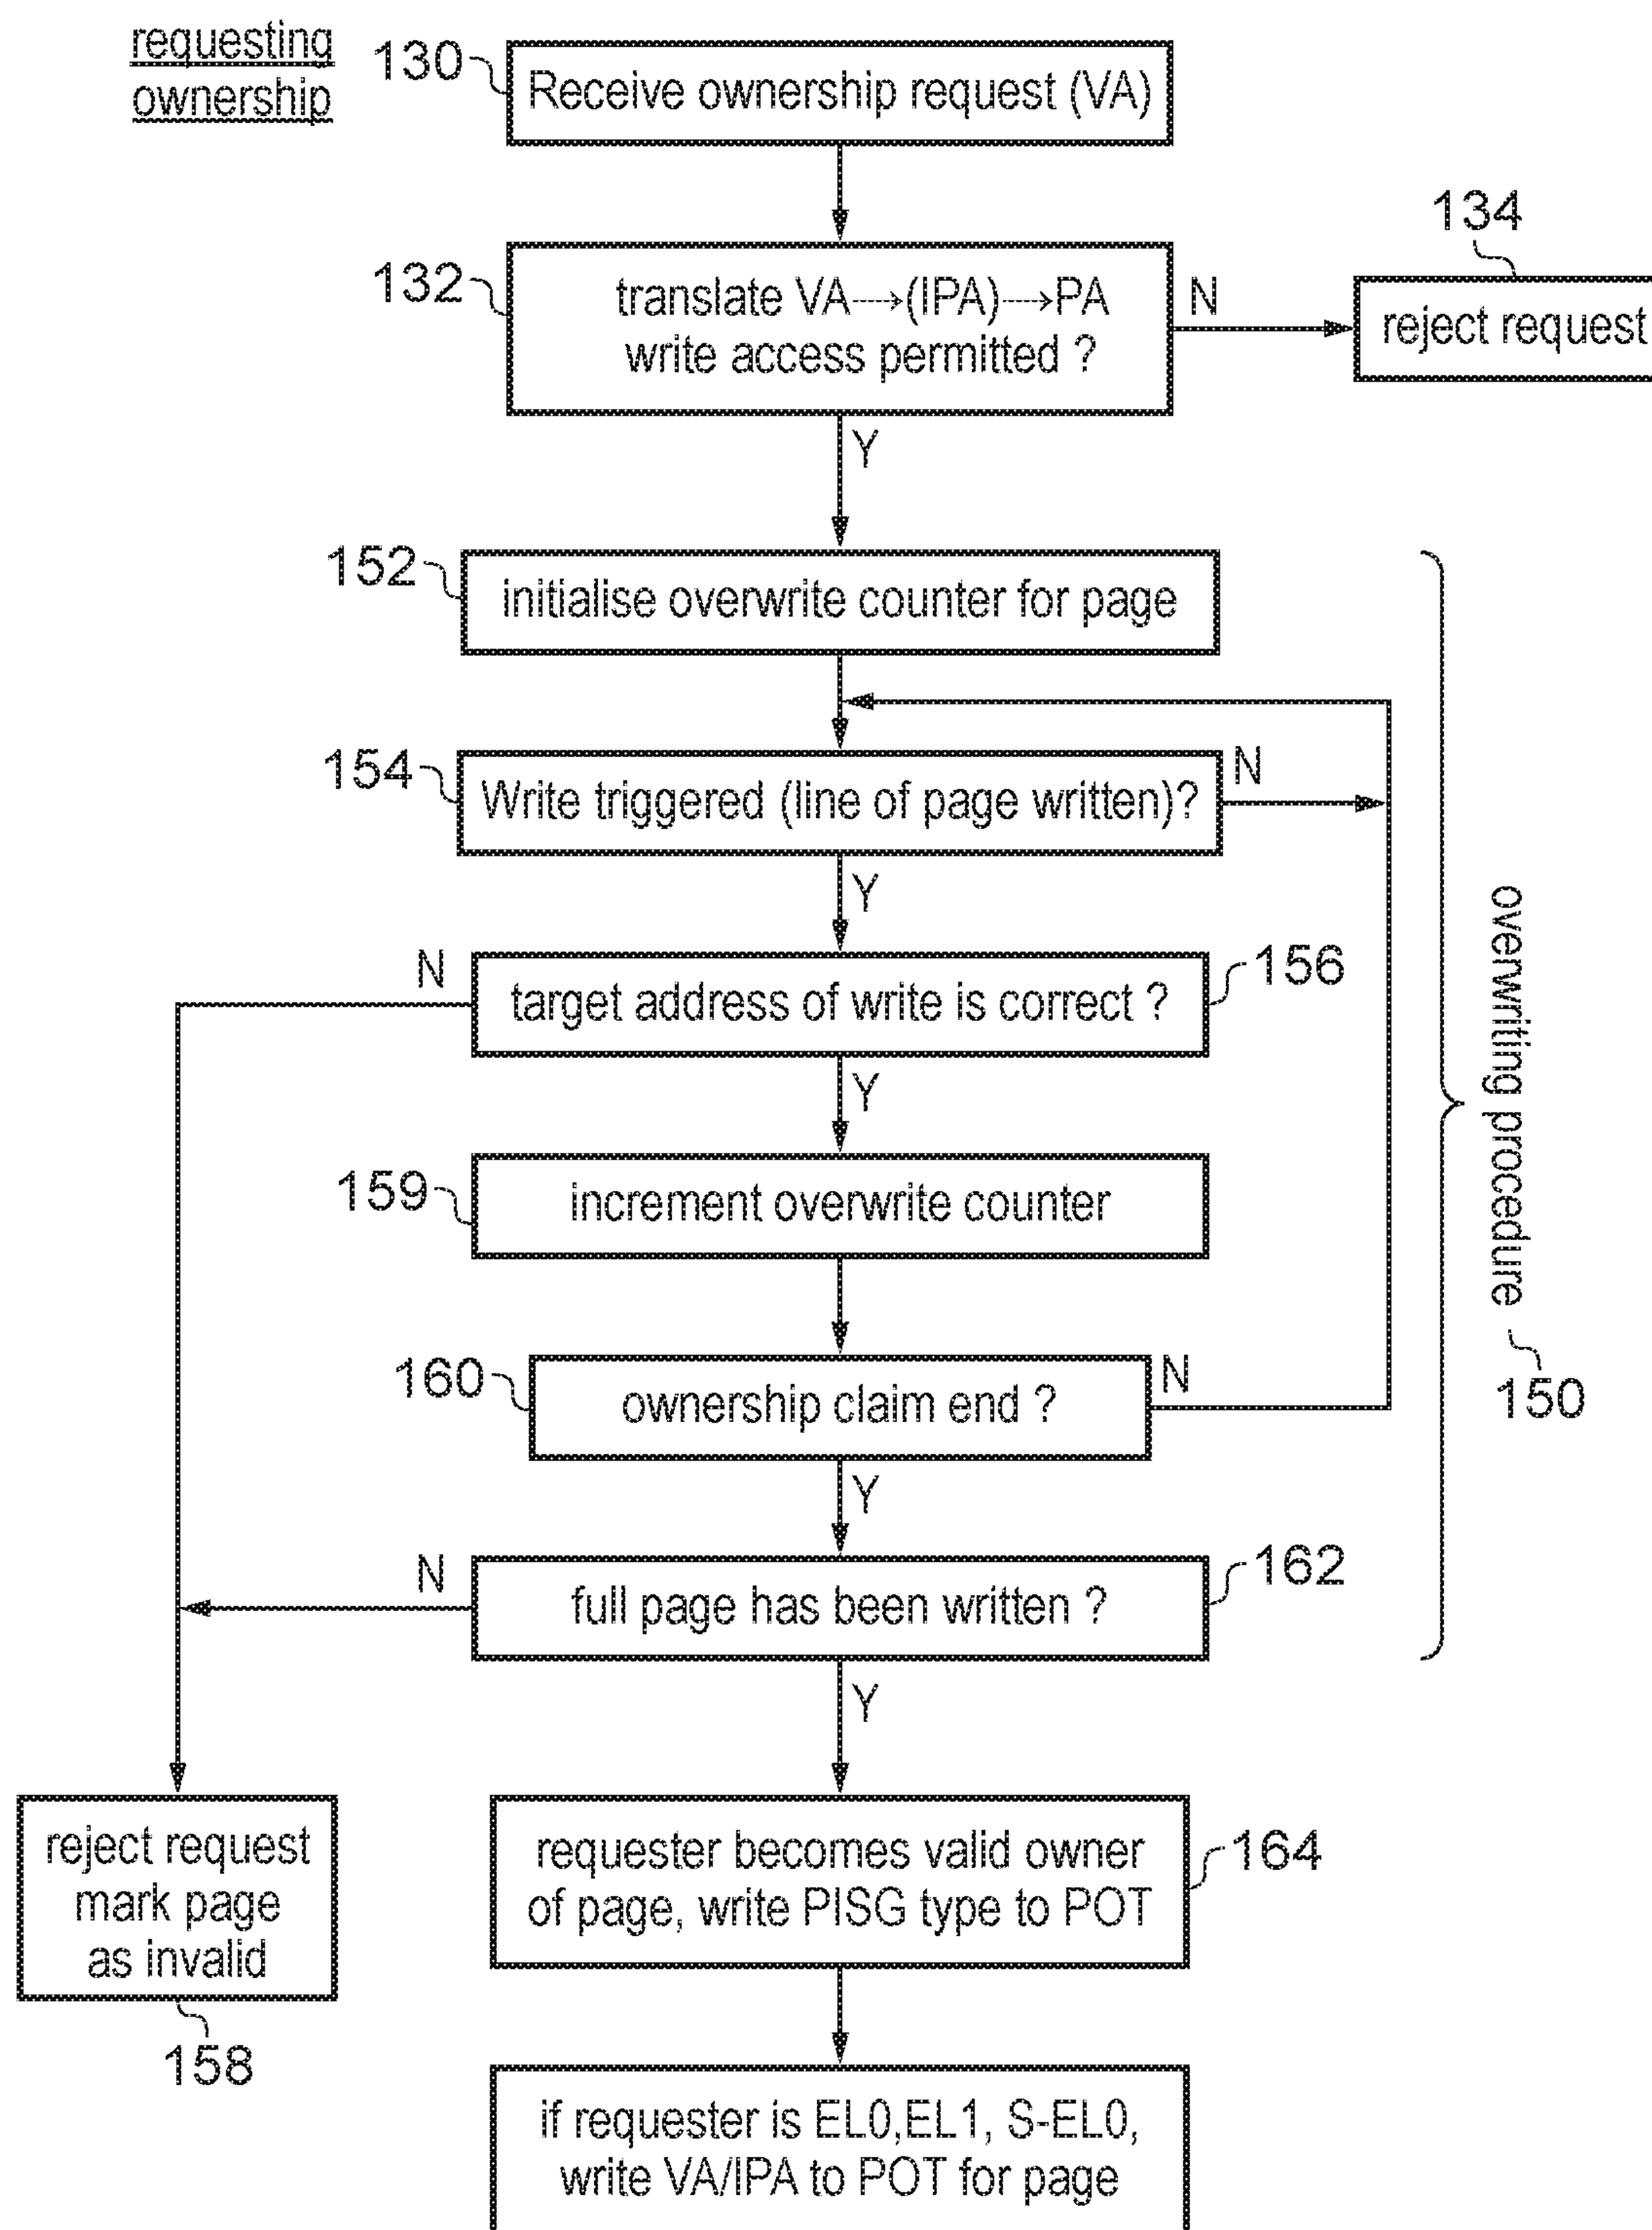 requesting
ownership
130
Receive ownership request (VA)
134
132
translate VA→(IPA)→PA
write access permitted ?
N
reject request
Y
152
initialise overwrite counter for page
154
Write triggered (line of page written)?
N
Y
N
target address of write is correct ?
156
Y
159
increment overwrite counter
overwriting procedure
150
160
ownership claim end ?
N
Y
N
full page has been written ?
162
Y
reject request
mark page
as invalid
158
requester becomes valid owner
of page, write PISG type to POT
164
if requester is EL0,EL1, S-EL0,
write VA/IPA to POT for page